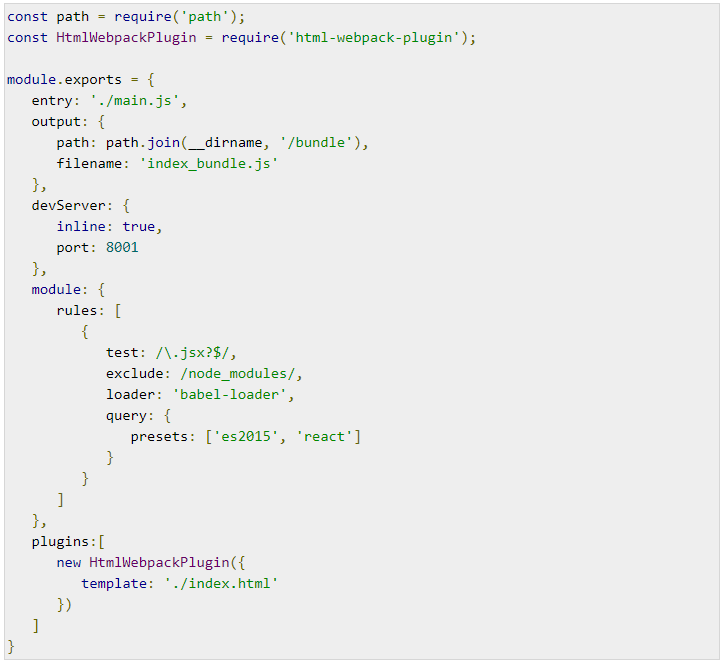 const path = require('path');
const HtmlWebpackPlugin = require('html-webpack-plugin');

module.exports = {
   entry: './main.js',
   output: {
      path: path.join(__dirname, '/bundle'),
      filename: 'index_bundle.js'
   },
   devServer: {
      inline: true,
      port: 8001
   },
   module: {
      rules: [
         {
            test: /\.jsx?$/,
            exclude: /node_modules/,
            loader: 'babel-loader',
            query: {
               presets: ['es2015', 'react']
            }
         }
      ]
   },
   plugins:[
      new HtmlWebpackPlugin({
         template: './index.html'
      })
   ]
}